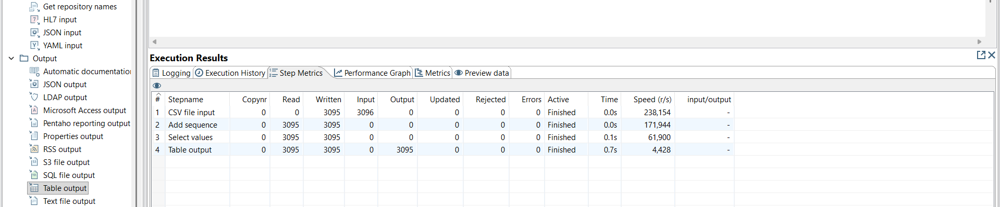 Get repository names
HL7 input
JSON input
YAML input
Output
Automatic documentatio
JSON output
LDAP output
Microsoft Access output
Pentaho reporting output
Properties output
RSS output
S3 file output
SQL file output
Table output
Text file output
Execution Results
Logging Execution History Step Metrics Performance Graph Metrics Preview data
# Stepname Copynr Read Written Input Output Updated Rejected Errors Active Time Speed (r/s) input/output
1 CSV file input 0 0 3095 3096 0 0 0 0 Finished 0.0s 238,154 -
2 Add sequence 0 3095 3095 0 0 0 0 0 Finished 0.0s 171,944 -
3 Select values 0 3095 3095 0 0 0 0 0 Finished 0.1s 61,900 -
4 Table output 0 3095 3095 0 3095 0 0 0 Finished 0.7s 4,428 -